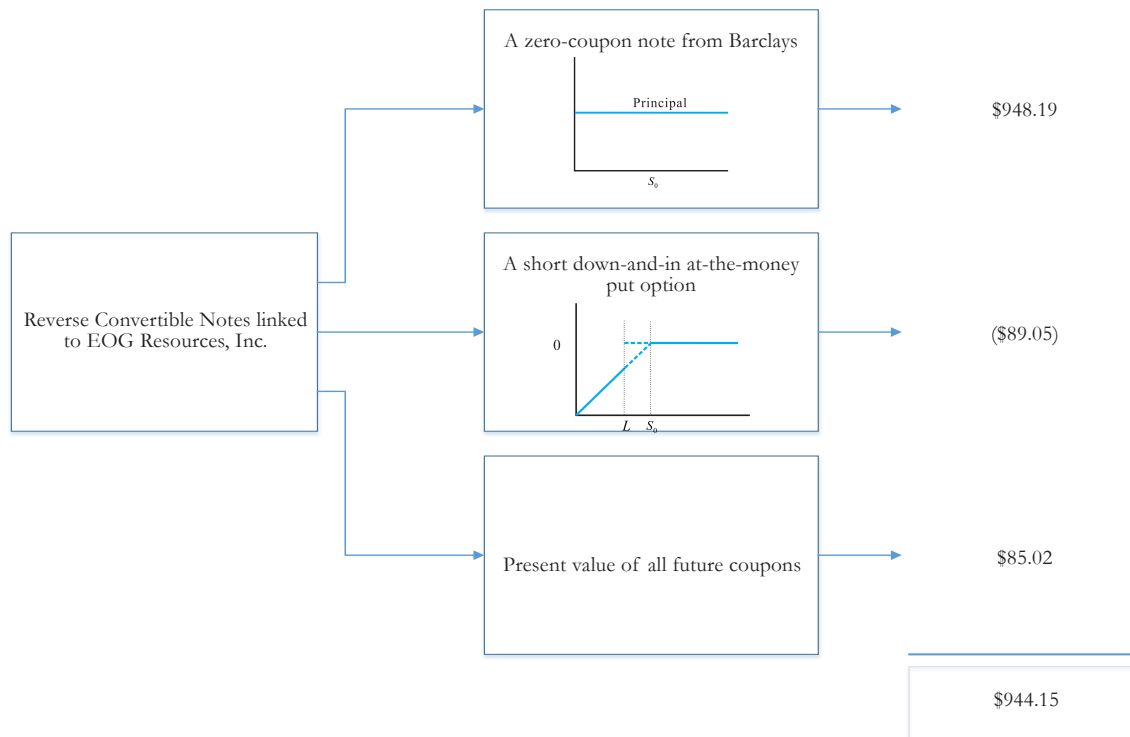 A zero-coupon note from Barclays
Principal
S₀
$948.19
Reverse Convertible Notes linked
to EOG Resources, Inc.
A short down-and-in at-the-money
put option
0
L S₀
($89.05)
Present value of all future coupons
$85.02
$944.15